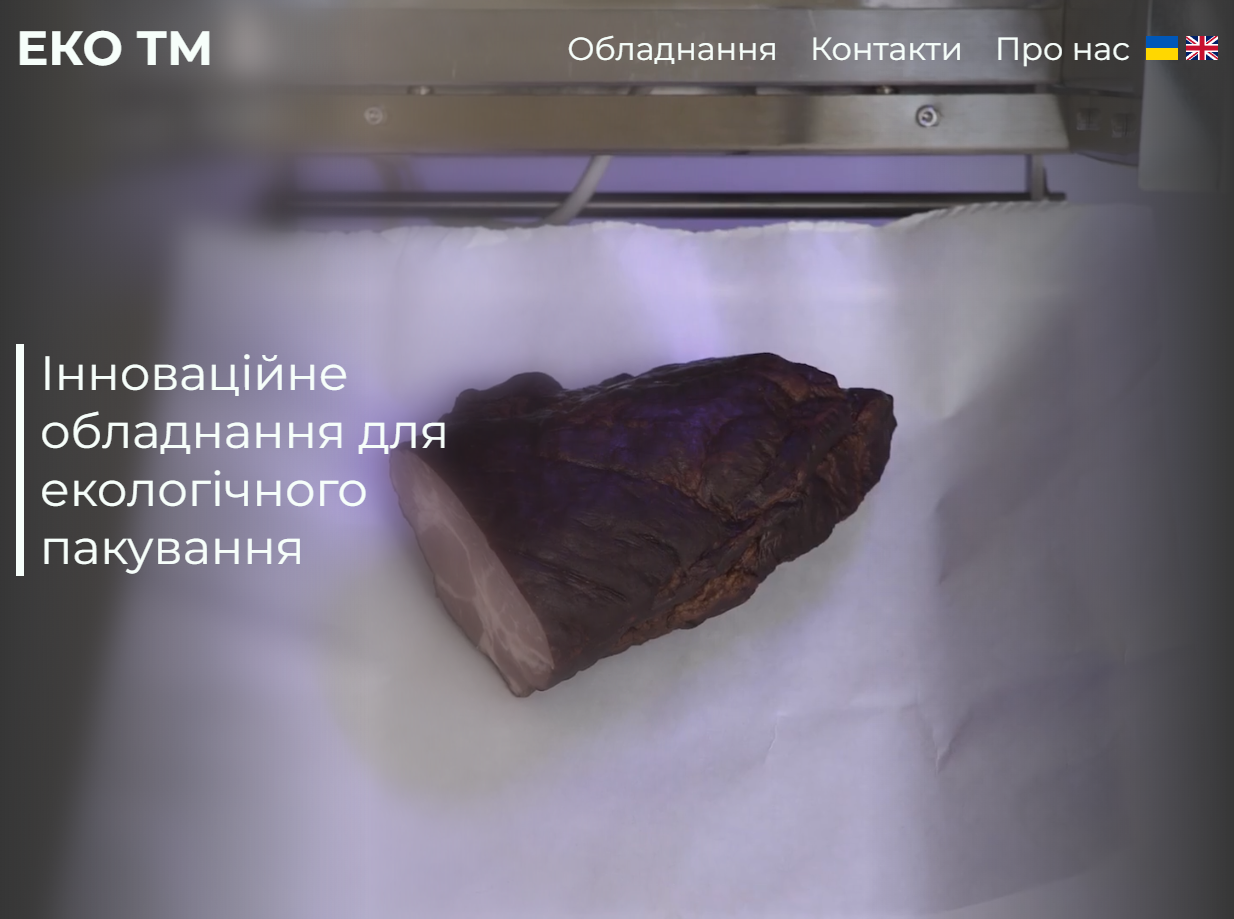 ЕКО ТМ
Обладнання Контакти Про нас
Інноваційне
обладнання для
екологічного
пакування